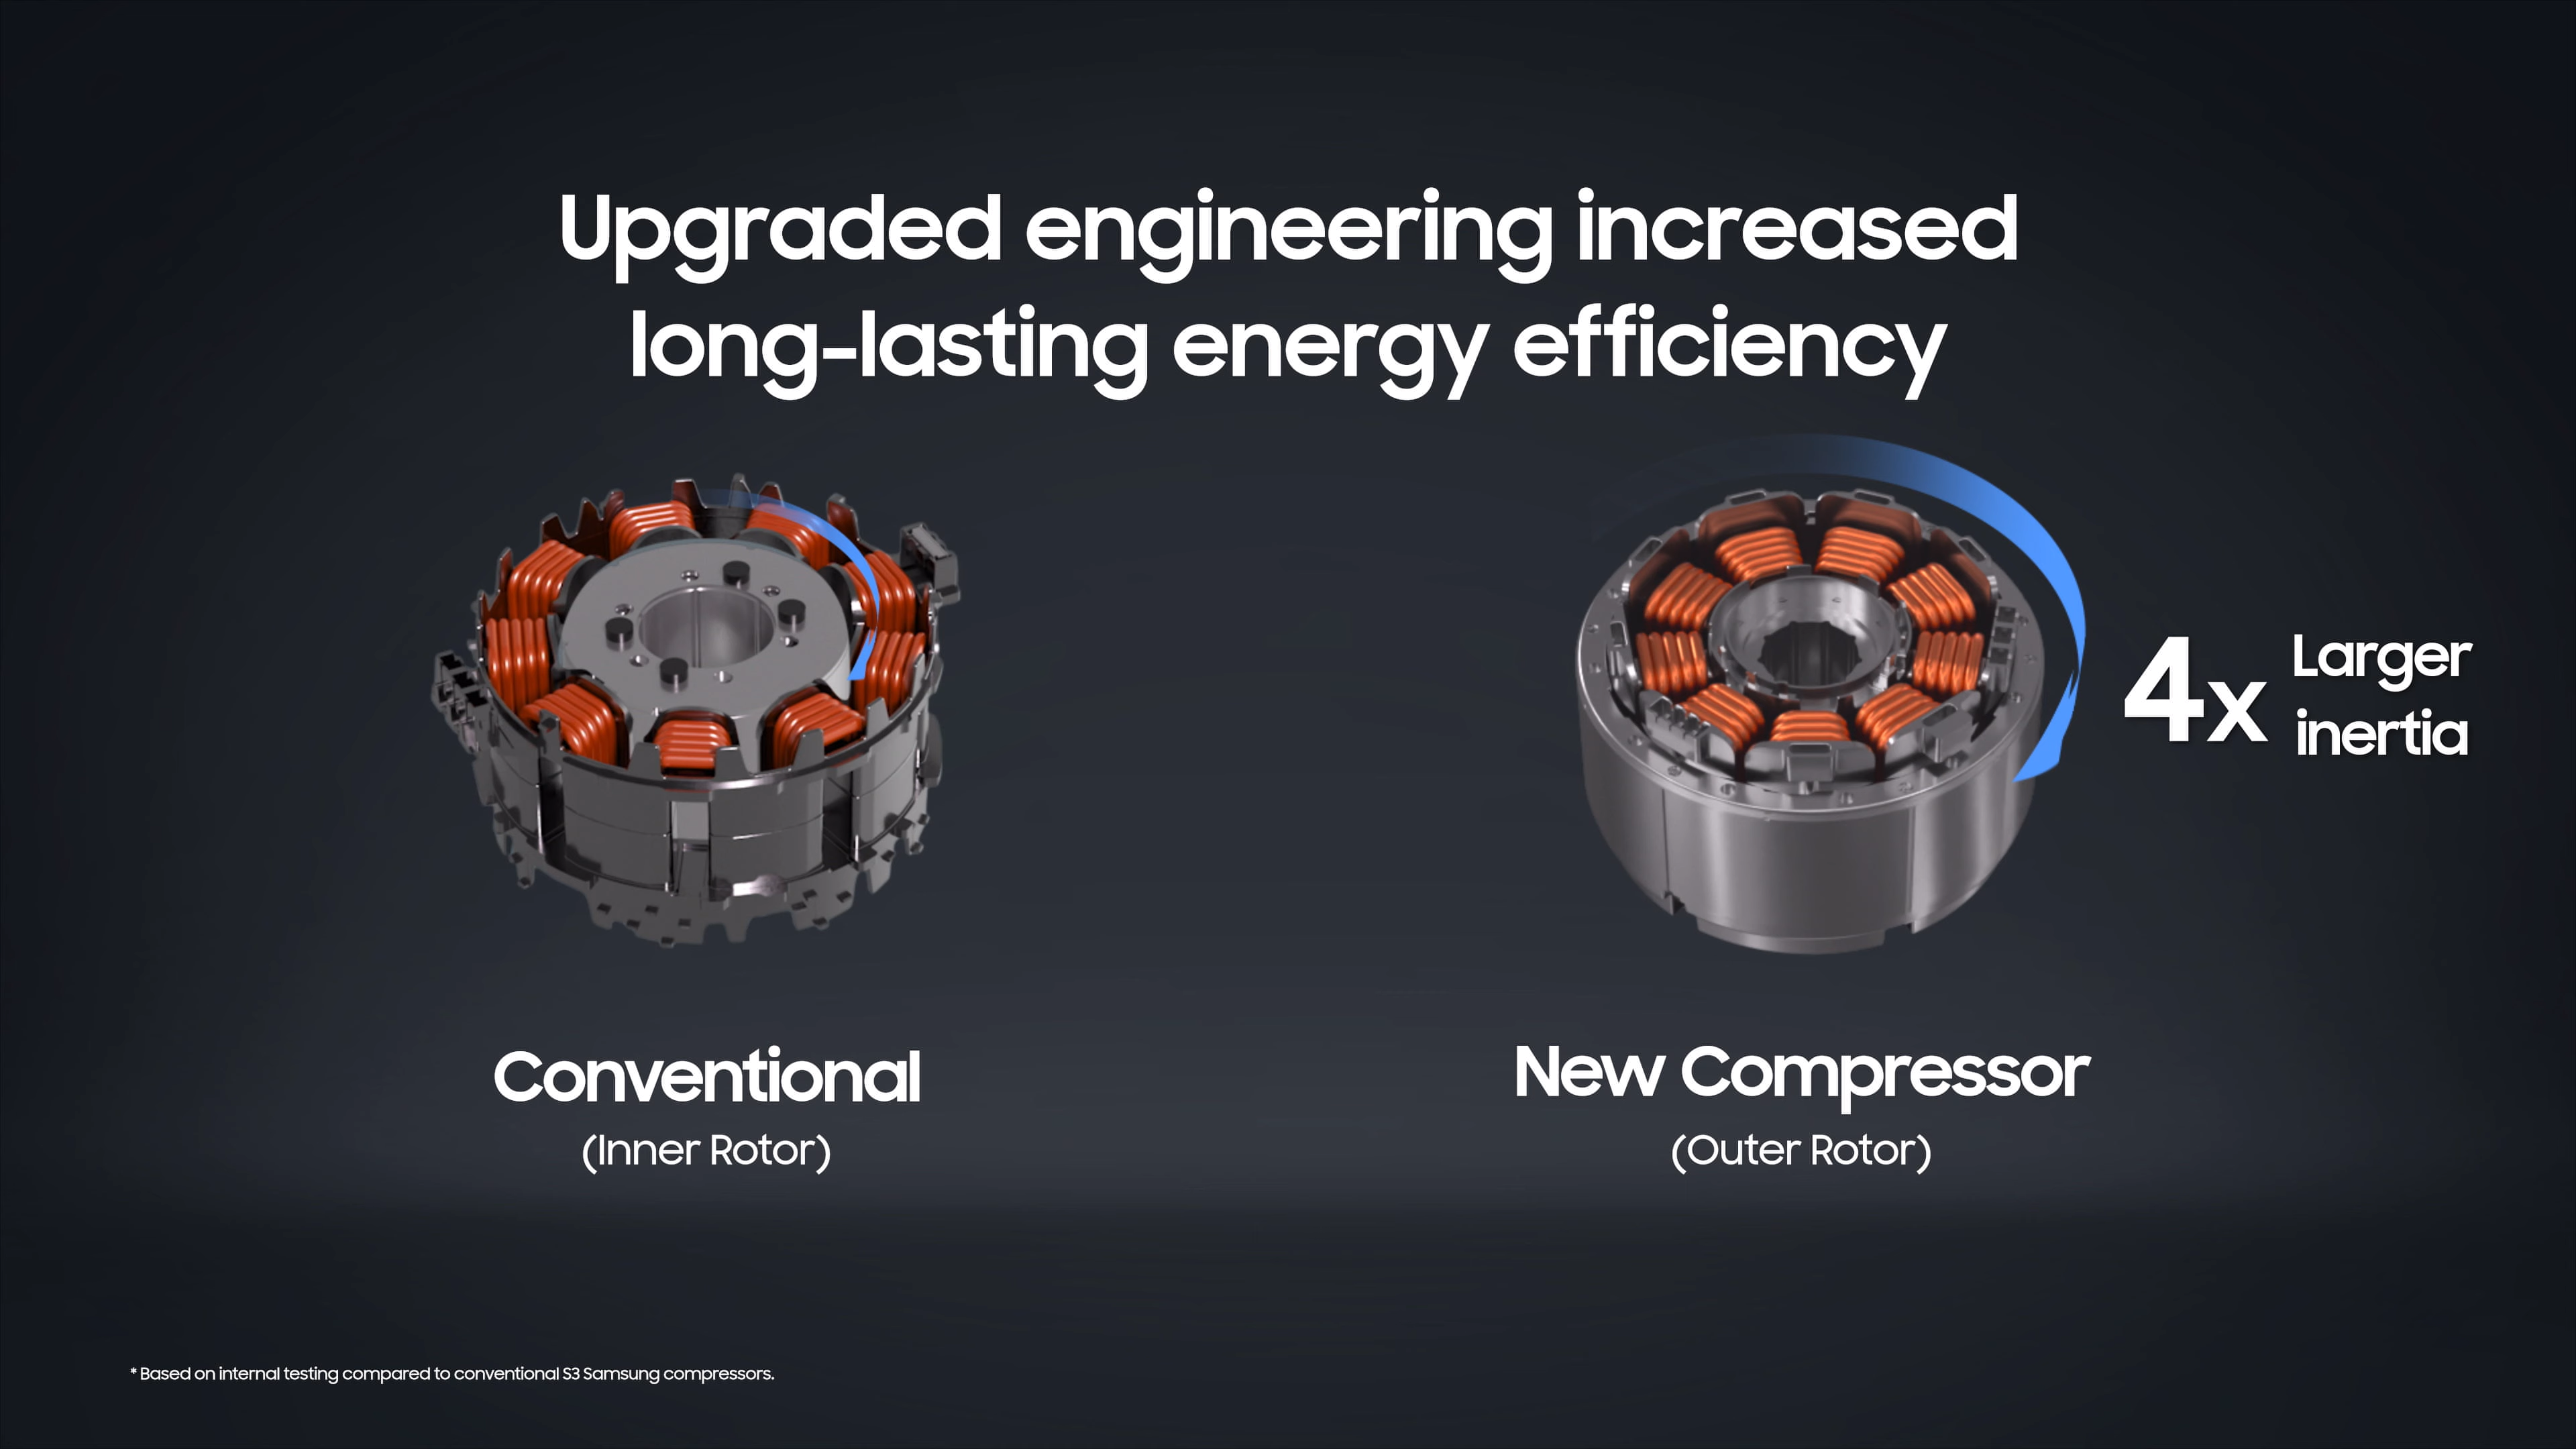 Upgraded engineering increased
long-lasting energy efficiency
4x Larger
inertia
Conventional
(Inner Rotor)
New Compressor
(Outer Rotor)
* Based on internal testing compared to conventional S3 Samsung compressors.